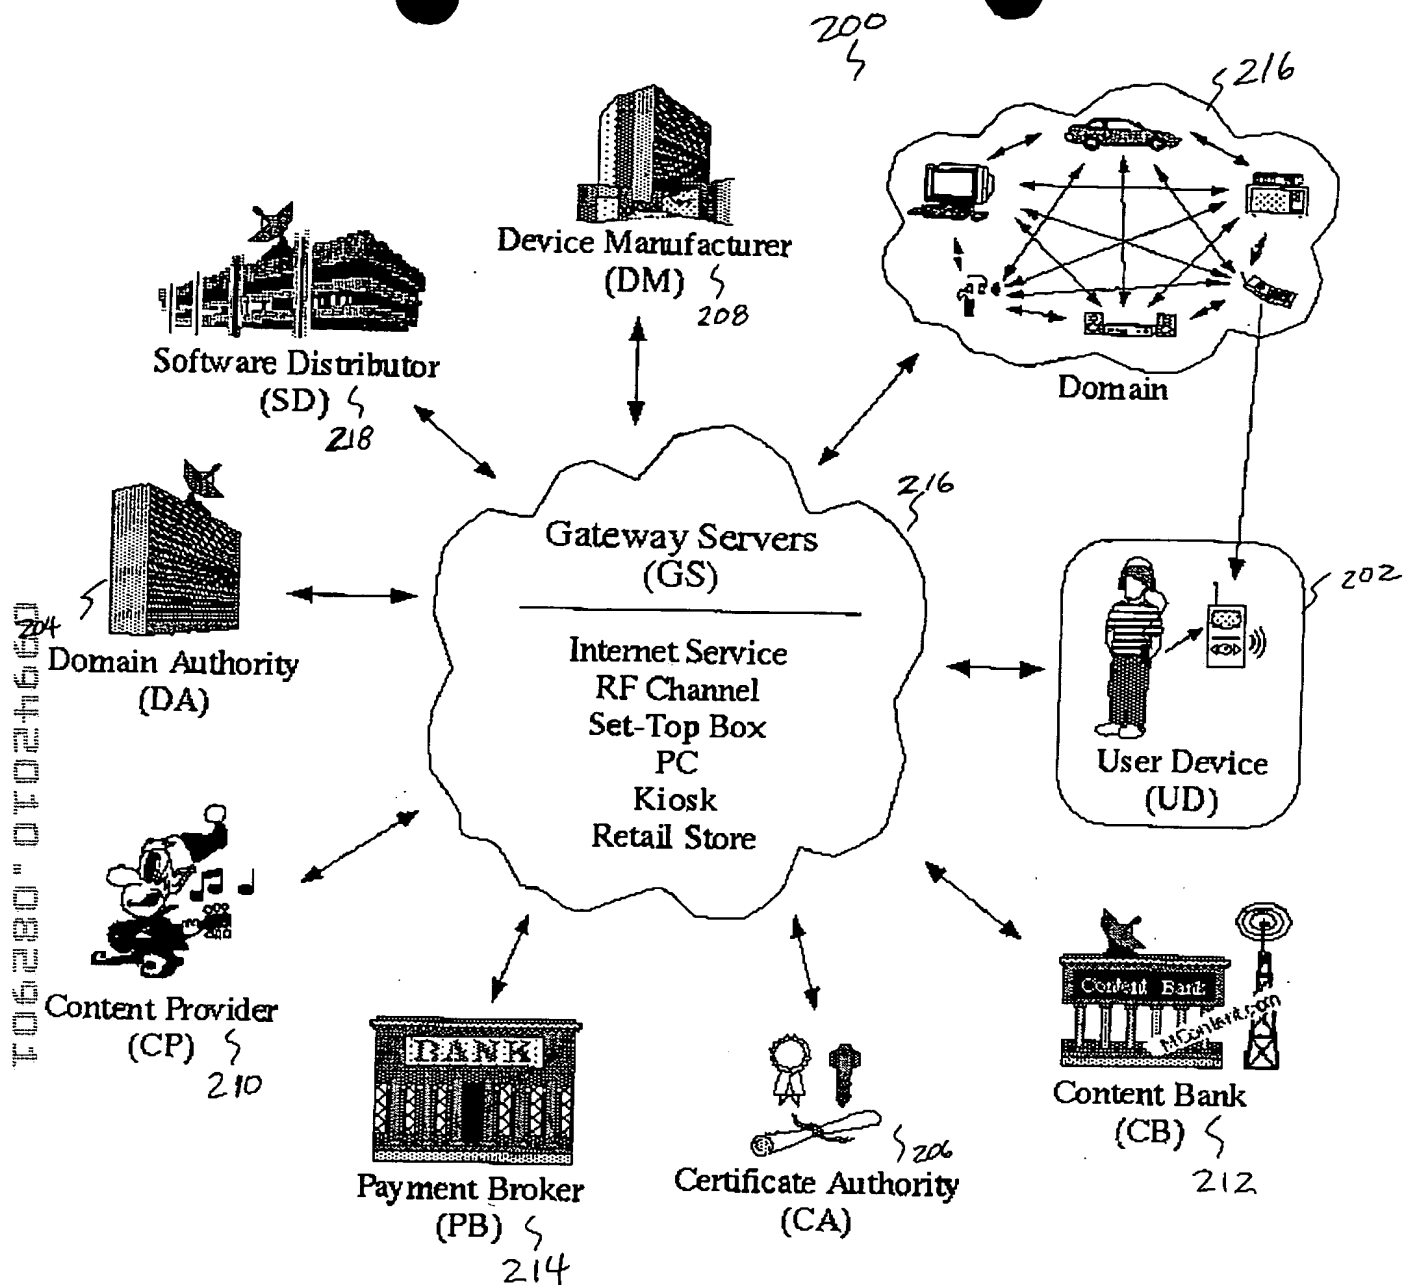 200
216
Device Manufacturer
(DM)
208
Software Distributor
(SD)
218
Domain
216
Gateway Servers
(GS)
Internet Service
RF Channel
Set-Top Box
PC
Kiosk
Retail Store
204
Domain Authority
(DA)
202
User Device
(UD)
Content Provider
(CP)
210
BANK
Payment Broker
(PB)
214
206
Certificate Authority
(CA)
Content Bank
MContent.com
Content Bank
(CB)
212